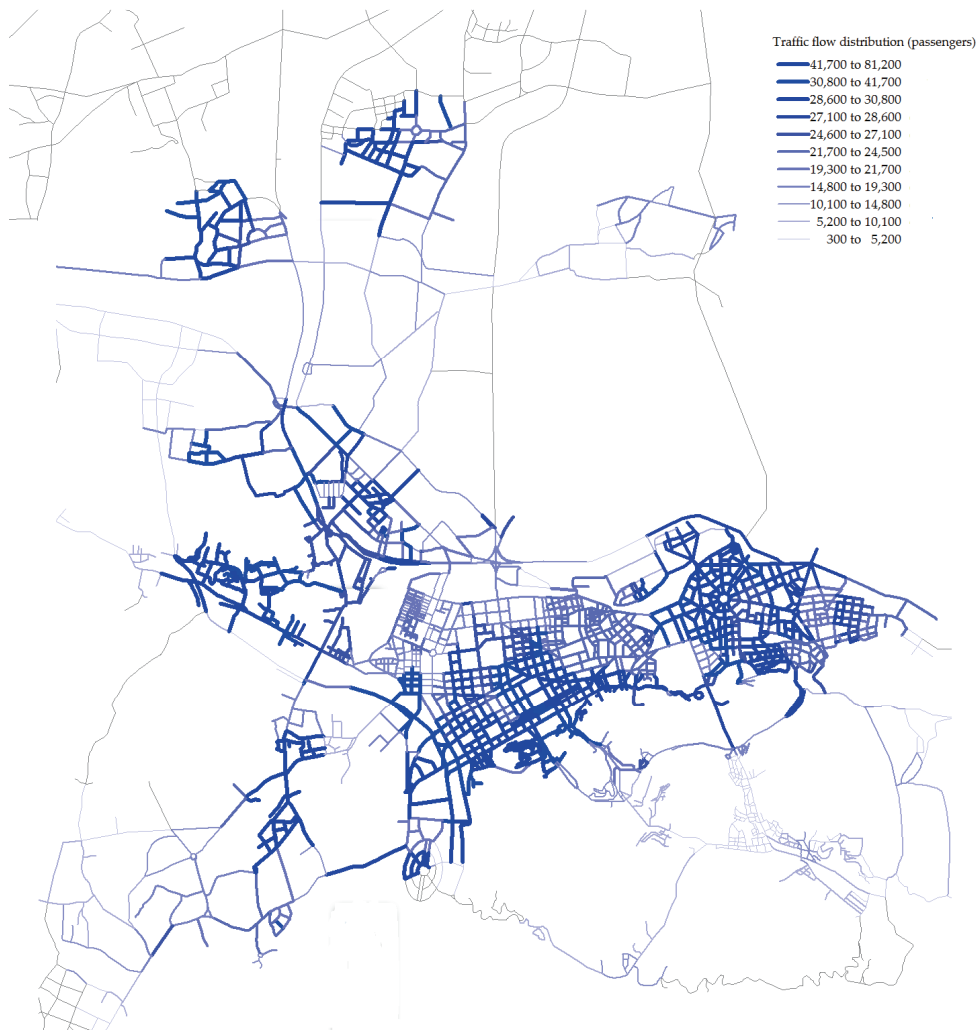 Traffic flow distribution (passengers)
41,700 to 81,200
30,800 to 41,700
28,600 to 30,800
27,100 to 28,600
24,600 to 27,100
21,700 to 24,500
19,300 to 21,700
14,800 to 19,300
10,100 to 14,800
5,200 to 10,100
300 to 5,200